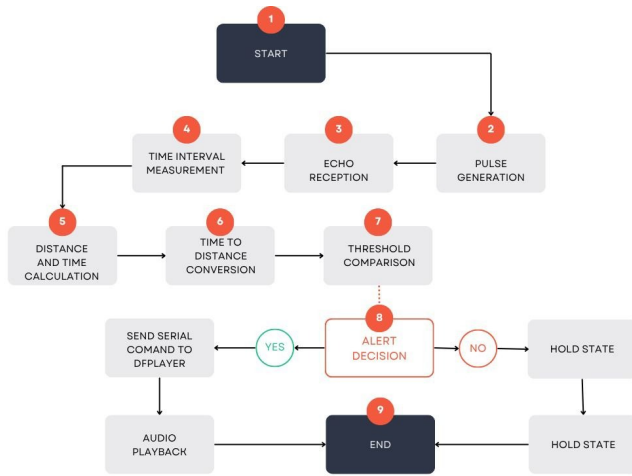 1
START
4
3
2
TIME INTERVAL
MEASUREMENT
ECHO
RECEPTION
PULSE
GENERATION
5
6
7
DISTANCE
AND TIME
CALCULATION
TIME TO
DISTANCE
CONVERSION
THRESHOLD
COMPARISON
8
SEND SERIAL
COMAND TO
DFPLAYER
YES
ALERT
DECISION
NO
HOLD STATE
9
AUDIO
PLAYBACK
END
HOLD STATE